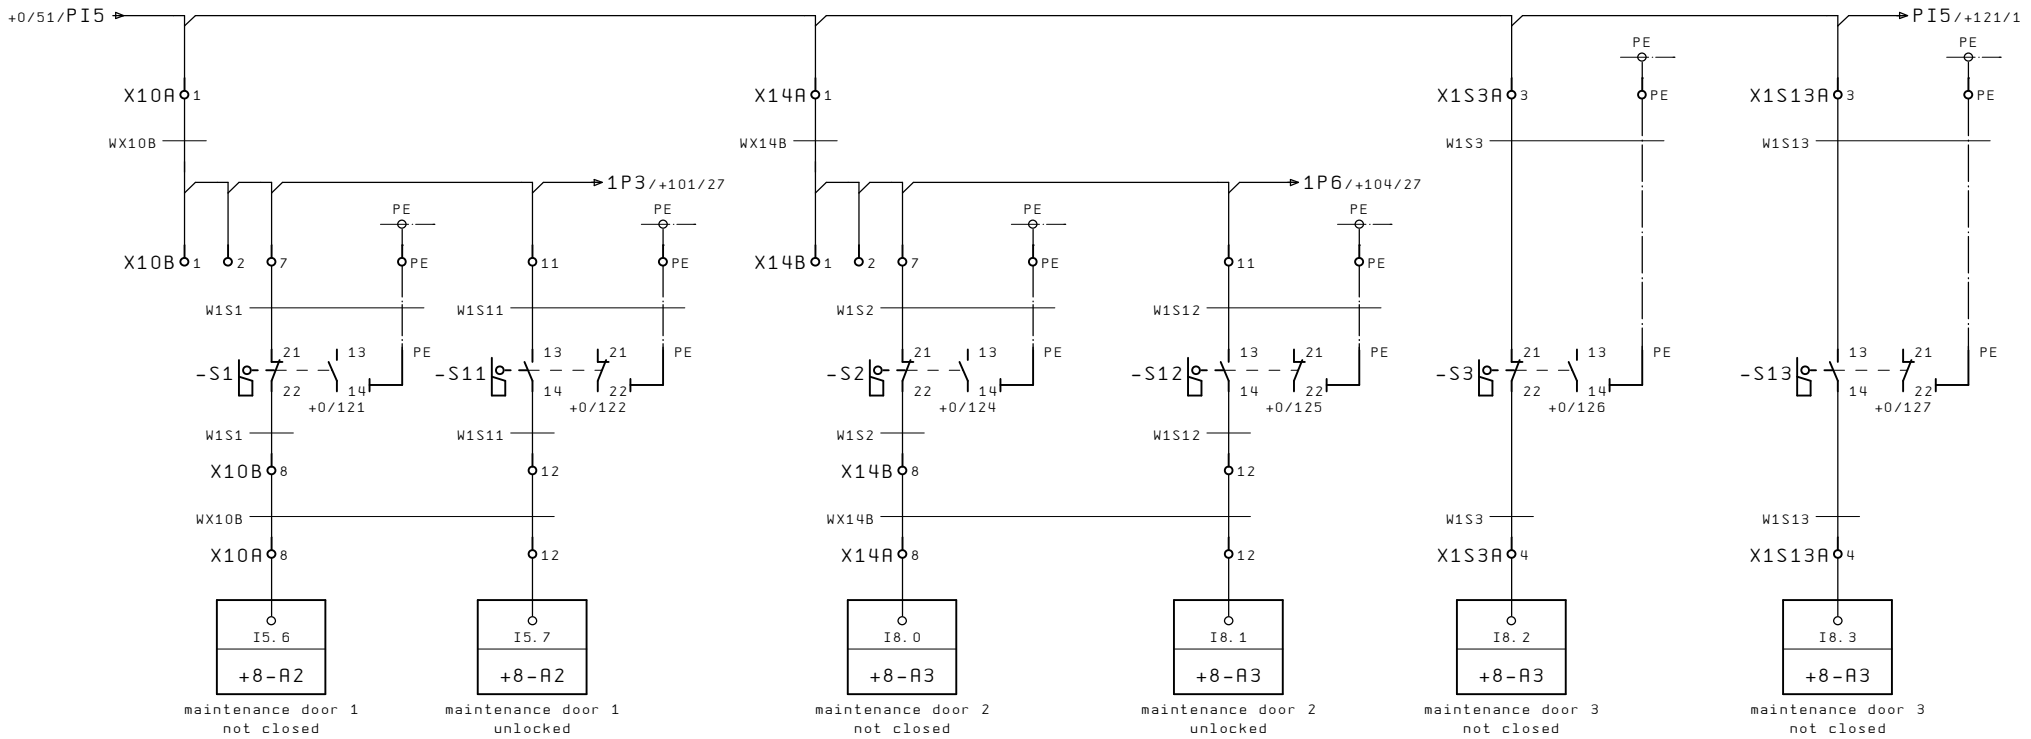 +0/51/PI5
PI5/+121/1
PE
PE
X10A 1
X14A 1
X1S3A 3
PE
X1S13A 3
PE
WX10B
WX14B
W1S3
W1S13
1P3/+101/27
1P6/+104/27
PE
PE
PE
PE
X10B 1
2
7
PE
11
PE
X14B 1
2
7
PE
11
PE
W1S1
W1S11
W1S2
W1S12
21
13
PE
13
21
PE
21
13
PE
13
21
PE
21
13
PE
13
21
PE
-S1
-S11
-S2
-S12
-S3
-S13
22
14
14
22
22
14
14
22
22
14
14
22
+0/121
+0/122
+0/124
+0/125
+0/126
+0/127
W1S1
W1S11
W1S2
W1S12
X10B 8
12
X14B 8
12
WX10B
WX14B
W1S3
W1S13
X10A 8
12
X14A 8
12
X1S3A 4
X1S13A 4
I5.6
I5.7
I8.0
I8.1
I8.2
I8.3
+8-A2
+8-A2
+8-A3
+8-A3
+8-A3
+8-A3
maintenance door 1
not closed
maintenance door 1
unlocked
maintenance door 2
not closed
maintenance door 2
unlocked
maintenance door 3
not closed
maintenance door 3
not closed